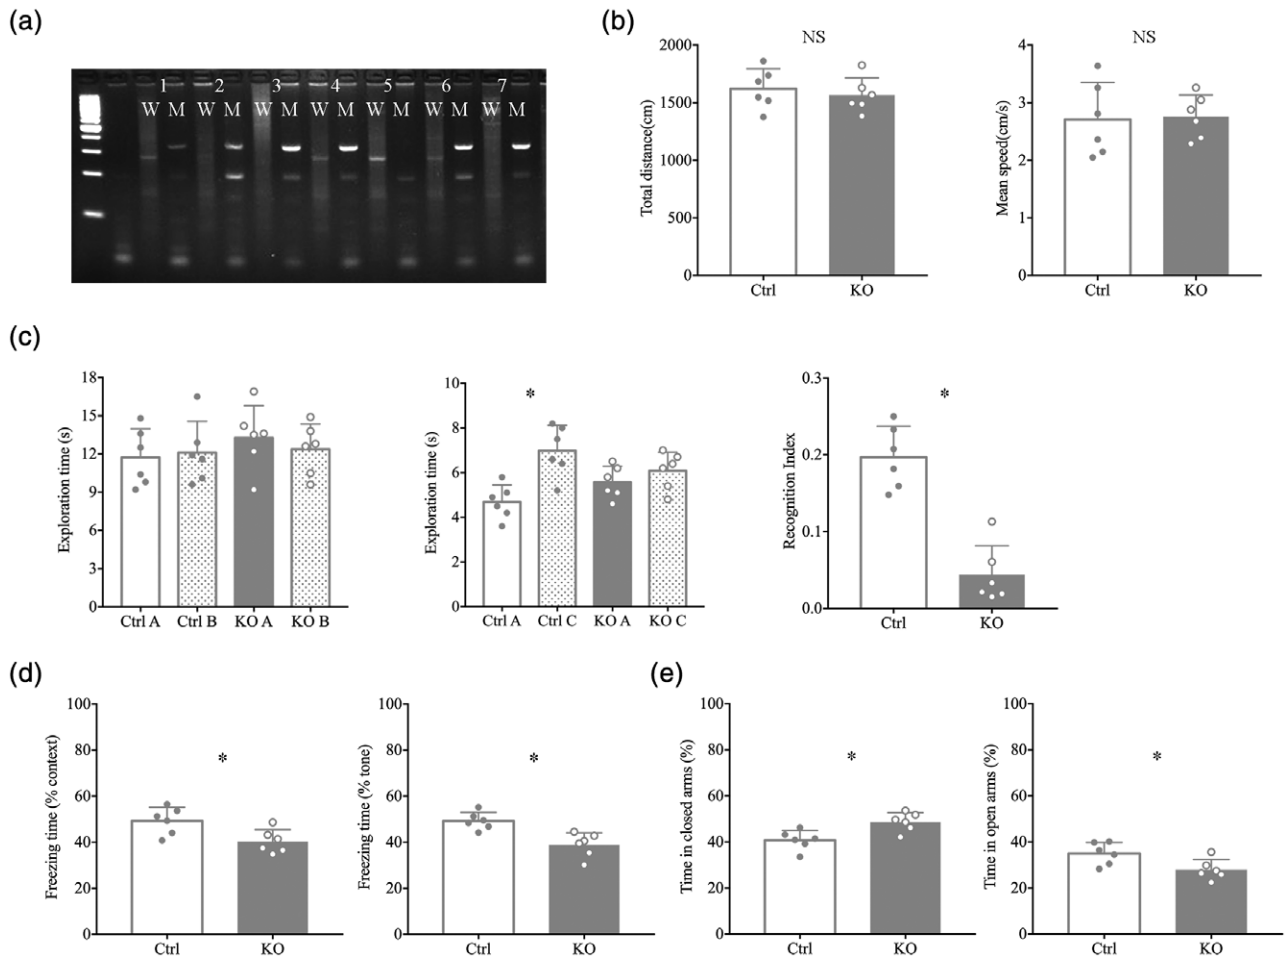 (a)
1 2 3 4 5 6 7
W M W M W M W M W M W M W M
(b)
NS
2000
1500
1000
500
0
Total distance(cm)
Ctrl KO
NS
4
3
2
1
0
Mean speed(cm/s)
Ctrl KO
(c)
18
15
12
9
6
3
0
Exploration time (s)
Ctrl A Ctrl B KO A KO B
*
10
8
6
4
2
0
Exploration time (s)
Ctrl A Ctrl C KO A KO C
*
0.3
0.2
0.1
0.0
Recognition Index
Ctrl KO
(d)
100
80
60
40
20
0
*
Freezing time (% context)
Ctrl KO
100
80
60
40
20
0
*
Freezing time (% tone)
Ctrl KO
(e)
100
80
60
40
20
0
*
Time in closed arms (%)
Ctrl KO
100
80
60
40
20
0
*
Time in open arms (%)
Ctrl KO